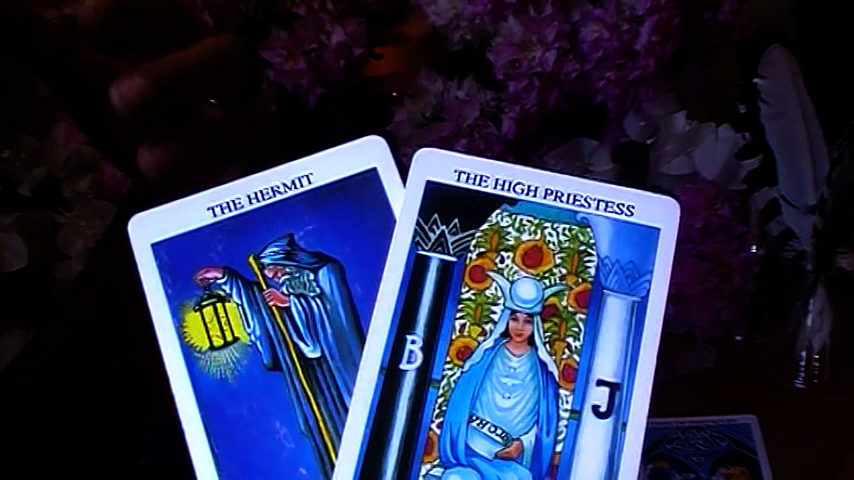 THE HERMIT
THE HIGH PRIESTESS
B
J